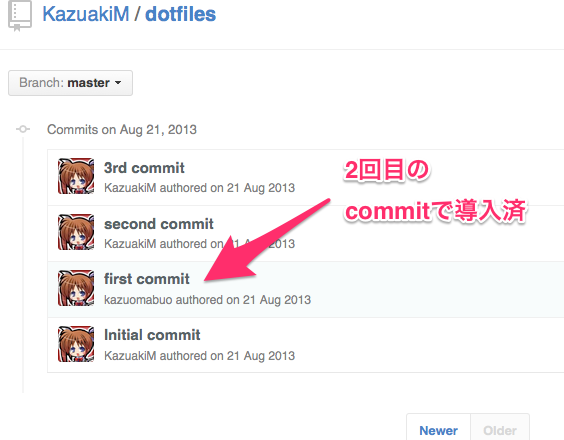 KazuakiM / dotfiles
Branch: master
Commits on Aug 21, 2013
3rd commit
KazuakiM authored on 21 Aug 2013
2回目の
commitで導入済
second commit
KazuakiM authored on 21 Aug 2013
first commit
kazuomabuo authored on 21 Aug 2013
Initial commit
KazuakiM authored on 21 Aug 2013
Newer Older